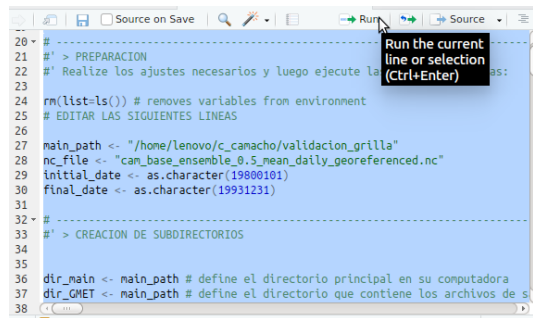 Source on Save Run Source
20 # -----------------------------------------------------------------------
21 #' > PREPARACION
22 #' Realize los ajustes necesarios y luego ejecute las
as:
Run the current
line or selection
(Ctrl+Enter)
23
24 rm(list=ls()) # removes variables from environment
25 # EDITAR LAS SIGUIENTES LINEAS
26
27 main_path <- "/home/lenovo/c_camacho/validacion_grilla"
28 nc_file <- "cam_base_ensemble_0.5_mean_daily_georeferenced.nc"
29 initial_date <- as.character(19800101)
30 final_date <- as.character(19931231)
31
32 # -----------------------------------------------------------------------
33 #' > CREACION DE SUBDIRECTORIOS
34
35
36 dir_main <- main_path # define el directorio principal en su computadora
37 dir_GMET <- main_path # define el directorio que contiene los archivos de s
38